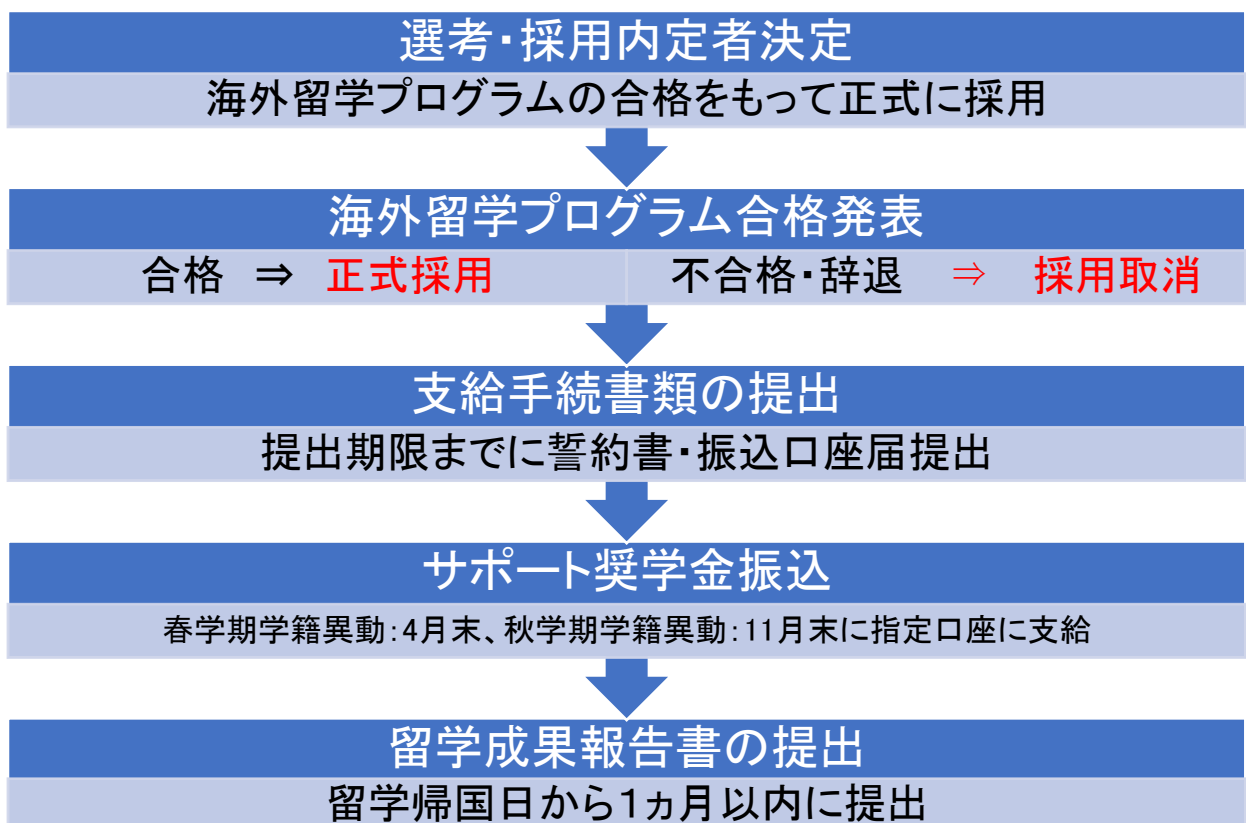 選考・採用内定者決定
海外留学プログラムの合格をもって正式に採用
海外留学プログラム合格発表
合格 ⇒ 正式採用
不合格・辞退 ⇒ 採用取消
支給手続書類の提出
提出期限までに誓約書・振込口座届提出
サポート奨学金振込
春学期学籍異動:4月末、秋学期学籍異動:11月末に指定口座に支給
留学成果報告書の提出
留学帰国日から1ヵ月以内に提出